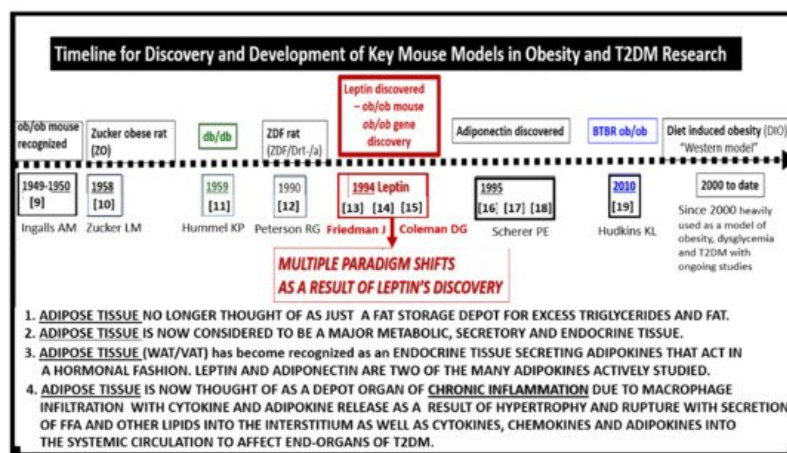 Timeline for Discovery and Development of Key Mouse Models in Obesity and T2DM Research
ob/ob mouse
recognized
Zucker obese rat
(ZO)
db/db
ZDF rat
(ZDF/Drt-/a)
Leptin discovered
– ob/ob mouse
ob/ob gene
discovery
Adiponectin discovered
BTBR ob/ob
Diet induced obesity (DIO)
"Western model"
1949-1950
[9]
Ingalls AM
1958
[10]
Zucker LM
1959
[11]
Hummel KP
1990
[12]
Peterson RG
1994 Leptin
[13] [14] [15]
Friedman J Coleman DG
1995
[16] [17] [18]
Scherer PE
2010
[19]
Hudkins KL
2000 to date
Since 2000 heavily
used as a model of
obesity, dysglycemia
and T2DM with
ongoing studies
MULTIPLE PARADIGM SHIFTS
AS A RESULT OF LEPTIN'S DISCOVERY
1. ADIPOSE TISSUE NO LONGER THOUGHT OF AS JUST A FAT STORAGE DEPOT FOR EXCESS TRIGLYCERIDES AND FAT.
2. ADIPOSE TISSUE IS NOW CONSIDERED TO BE A MAJOR METABOLIC, SECRETORY AND ENDOCRINE TISSUE.
3. ADIPOSE TISSUE (WAT/VAT) has become recognized as an ENDOCRINE TISSUE SECRETING ADIPOKINES THAT ACT IN
A HORMONAL FASHION. LEPTIN AND ADIPONECTIN ARE TWO OF THE MANY ADIPOKINES ACTIVELY STUDIED.
4. ADIPOSE TISSUE IS NOW THOUGHT OF AS A DEPOT ORGAN OF CHRONIC INFLAMMATION DUE TO MACROPHAGE
INFILTRATION WITH CYTOKINE AND ADIPOKINE RELEASE AS A RESULT OF HYPERTROPHY AND RUPTURE WITH SECRETION
OF FFA AND OTHER LIPIDS INTO THE INTERSTITIUM AS WELL AS CYTOKINES, CHEMOKINES AND ADIPOKINES INTO
THE SYSTEMIC CIRCULATION TO AFFECT END-ORGANS OF T2DM.